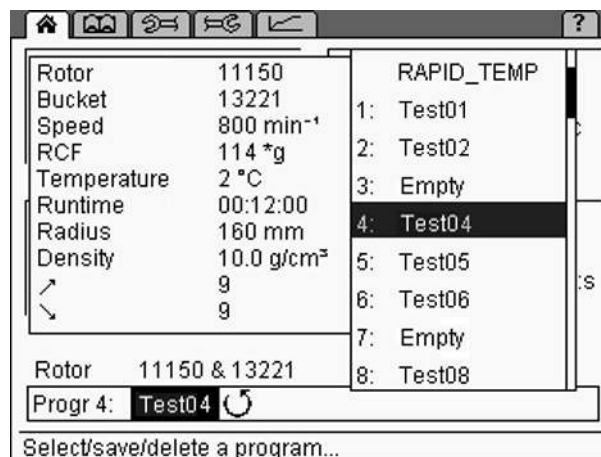 ?
Rotor 11150
Bucket 13221
Speed 800 min⁻¹
RCF 114 *g
Temperature 2 °C
Runtime 00:12:00
Radius 160 mm
Density 10.0 g/cm³
↗ 9
↘ 9
RAPID_TEMP
1: Test01
2: Test02
3: Empty
4: Test04
5: Test05
6: Test06
7: Empty
8: Test08
Rotor 11150 & 13221
Progr 4: Test04
Select/save/delete a program...